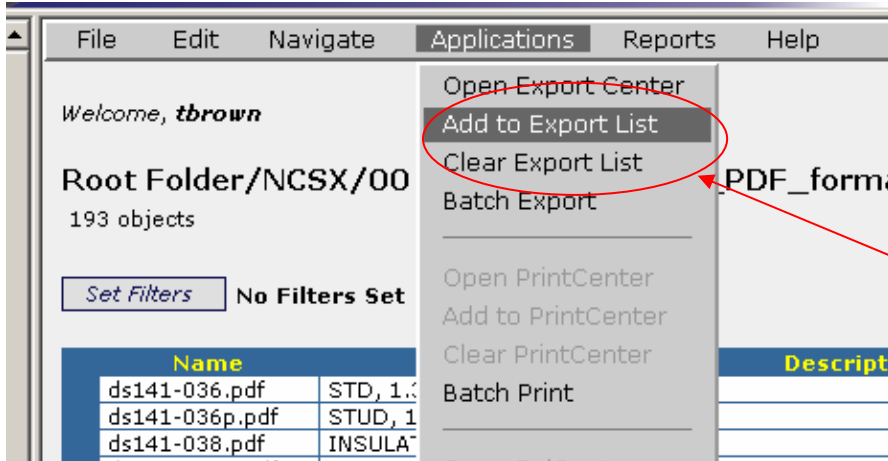 File Edit Navigate Applications Reports Help
Open Export Center
Welcome, tbrown
Add to Export List
Clear Export List
Root Folder/NCSX/00 PDF_forma
Batch Export
193 objects
Open PrintCenter
Set Filters No Filters Set
Add to PrintCenter
Clear PrintCenter
Name Descript
Batch Print
ds141-036.pdf STD, 1.3
ds141-036p.pdf STUD, 1
ds141-038.pdf INSULAT